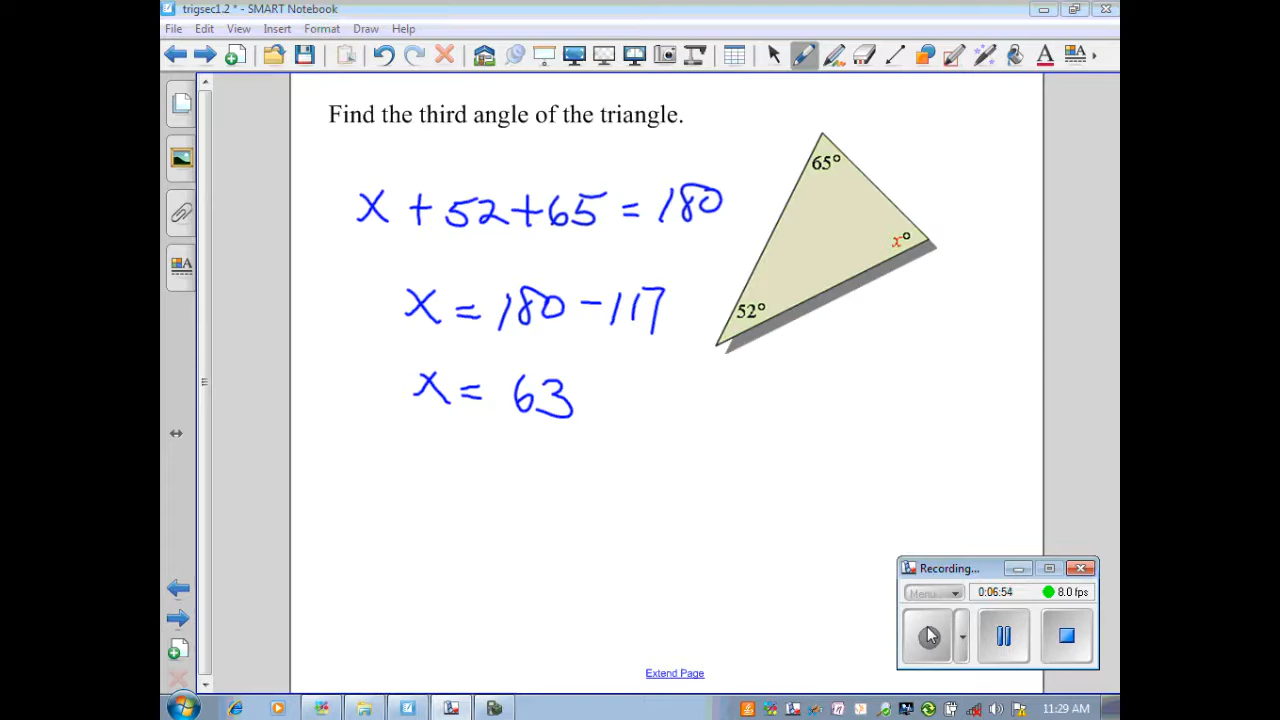 trigsec1.2 * - SMART Notebook
File Edit View Insert Format Draw Help
Find the third angle of the triangle.
65°
x + 52 + 65 = 180
x°
x = 180 - 117
52°
x = 63
Recording...
Menu
0:06:54
8.0 fps
Extend Page
11:29 AM